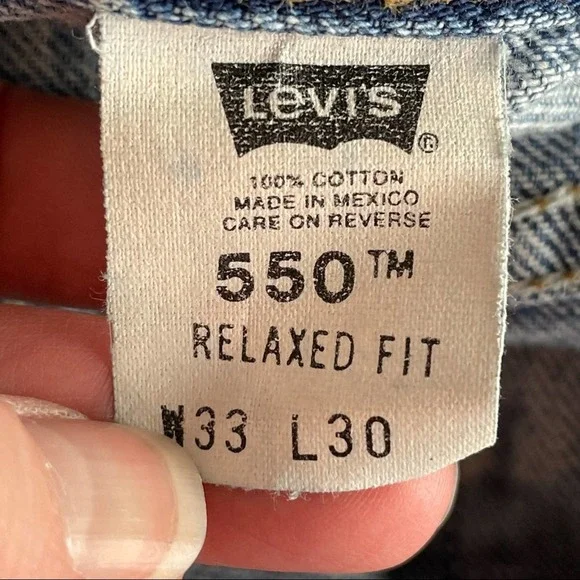 LEVI'S ®
100% COTTON
MADE IN MEXICO
CARE ON REVERSE
550™
RELAXED FIT
W33 L30